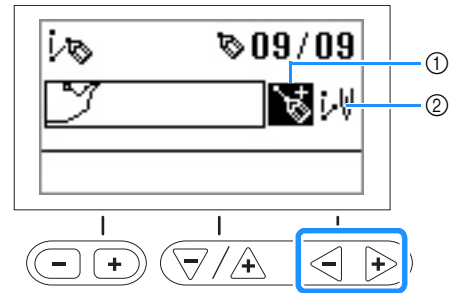 09/09
①
②
- + - / + - +